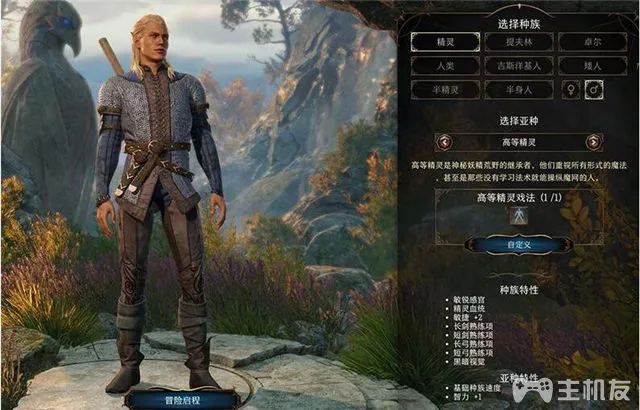 选择种族
精灵
提夫林
卓尔
人类
吉斯洋基人
矮人
半精灵
半身人
♀
♂
选择亚种
高等精灵
高等精灵是神秘妖精荒野的继承者，他们重视所有形式的魔法
，甚至是那些没有学习法术就能操纵魔网的人。
高等精灵戏法 (1/1)
自定义
种族特性
• 敏锐感官
• 精灵血统
• 敏捷 +2
• 长剑熟练项
• 短剑熟练项
• 长弓熟练项
• 短弓熟练项
• 黑暗视觉
亚种特性
• 基础种族速度
• 智力 +1
冒险启程
主机友